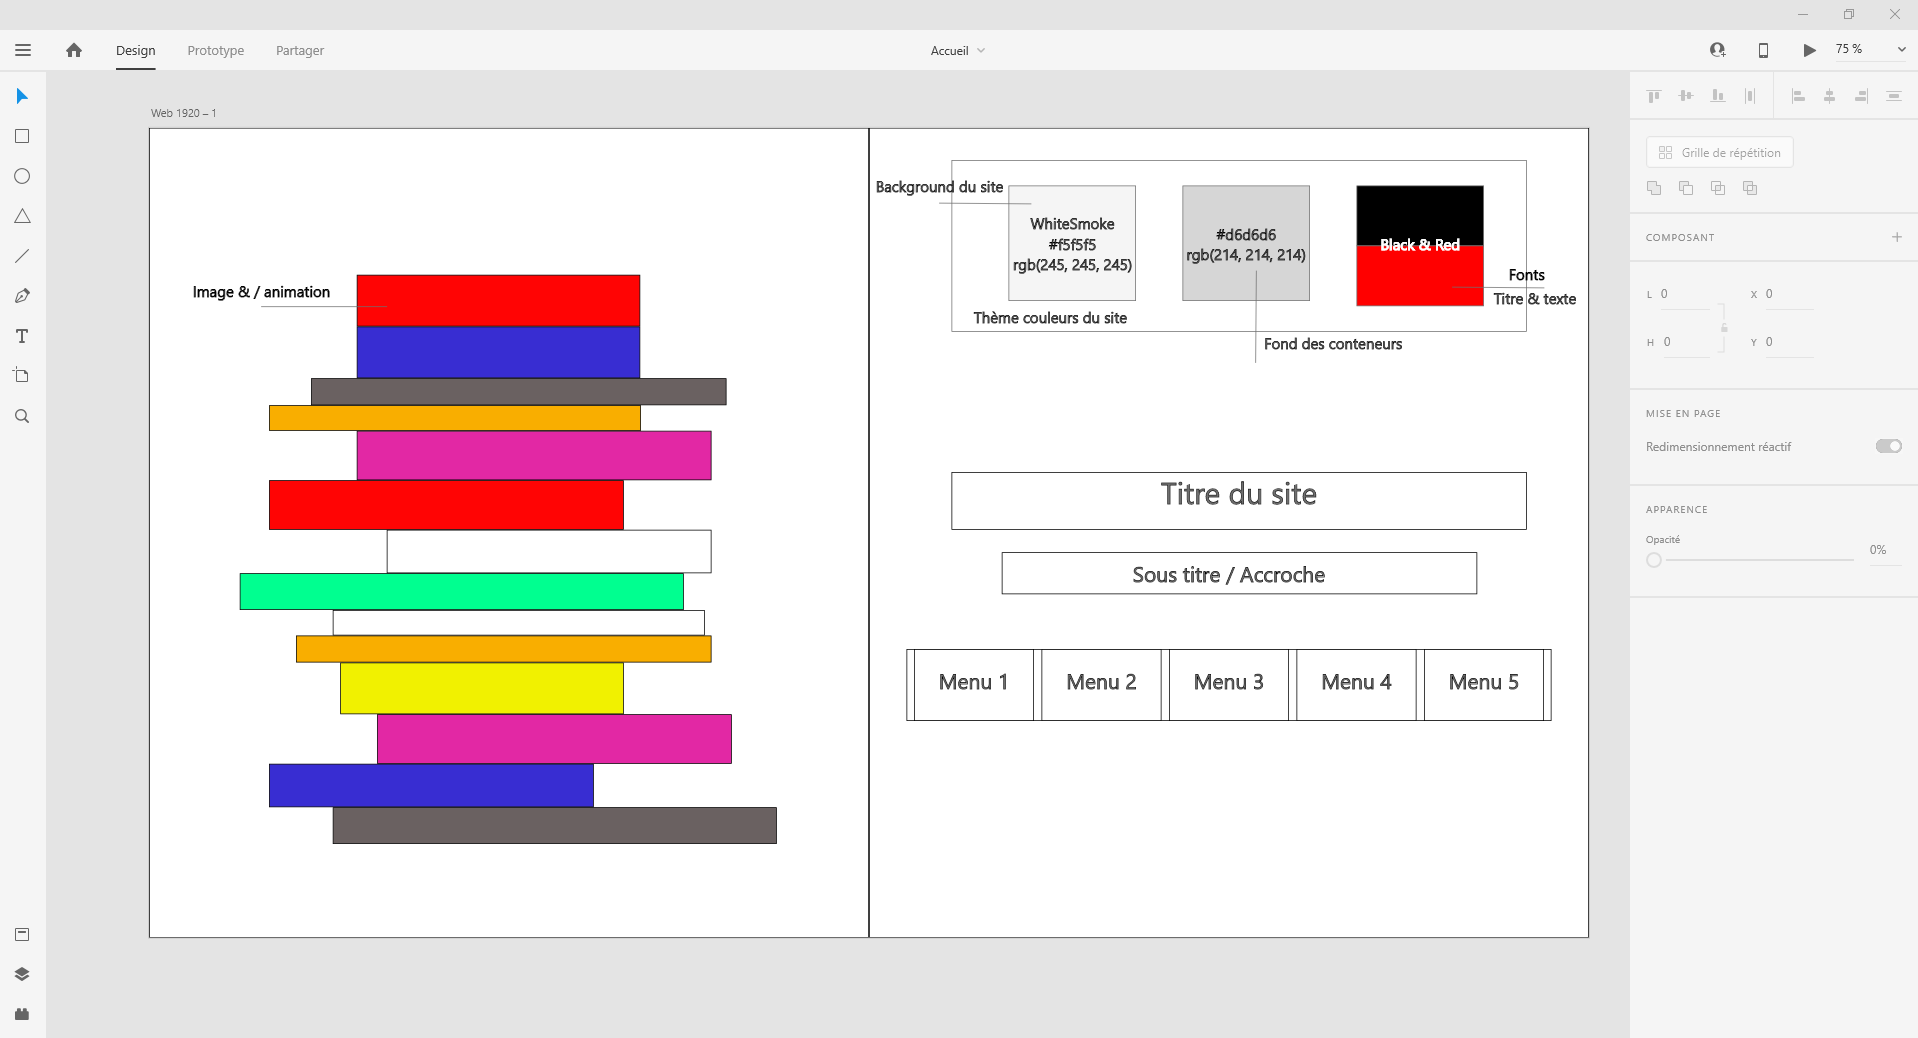 Design
Prototype
Partager
Accueil
75 %
Web 1920 – 1
Image & / animation
Background du site
WhiteSmoke
#f5f5f5
rgb(245, 245, 245)
#d6d6d6
rgb(214, 214, 214)
Black & Red
Fonts
Titre & texte
Thème couleurs du site
Fond des conteneurs
Titre du site
Sous titre / Accroche
Menu 1
Menu 2
Menu 3
Menu 4
Menu 5
Grille de répétition
COMPOSANT
L 0
X 0
H 0
Y 0
MISE EN PAGE
Redimensionnement réactif
APPARENCE
Opacité
0%